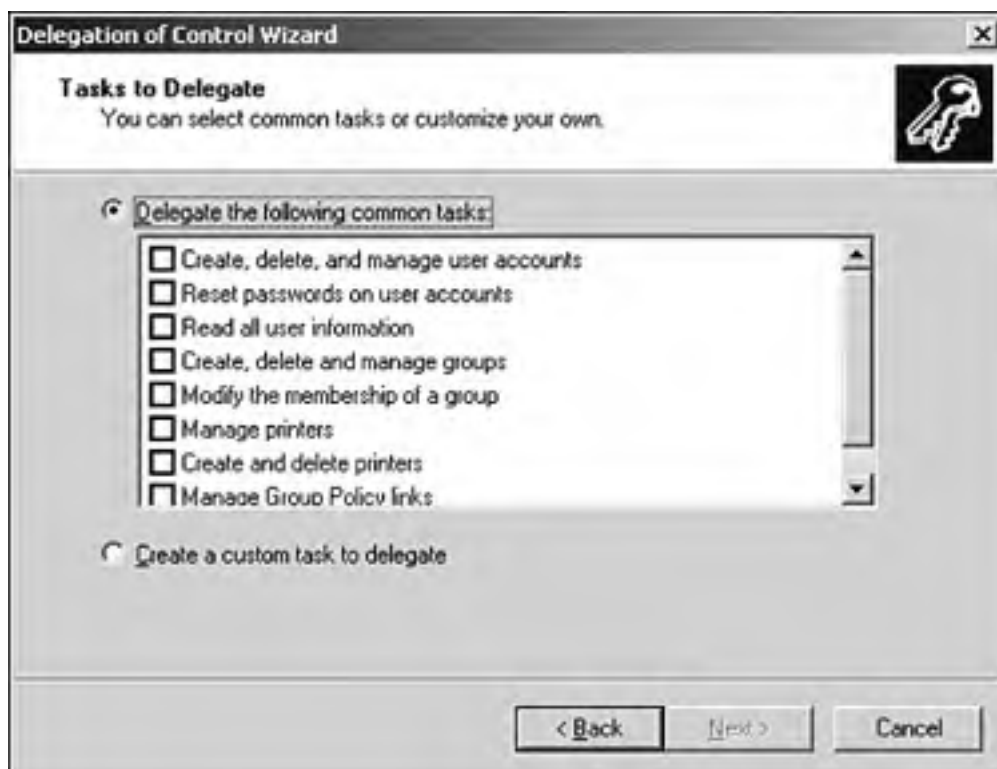 Delegation of Control Wizard
Tasks to Delegate
You can select common tasks or customize your own.
Delegate the following common tasks:
Create, delete, and manage user accounts
Reset passwords on user accounts
Read all user information
Create, delete and manage groups
Modify the membership of a group
Manage printers
Create and delete printers
Manage Group Policy links
Create a custom task to delegate
< Back
Next >
Cancel